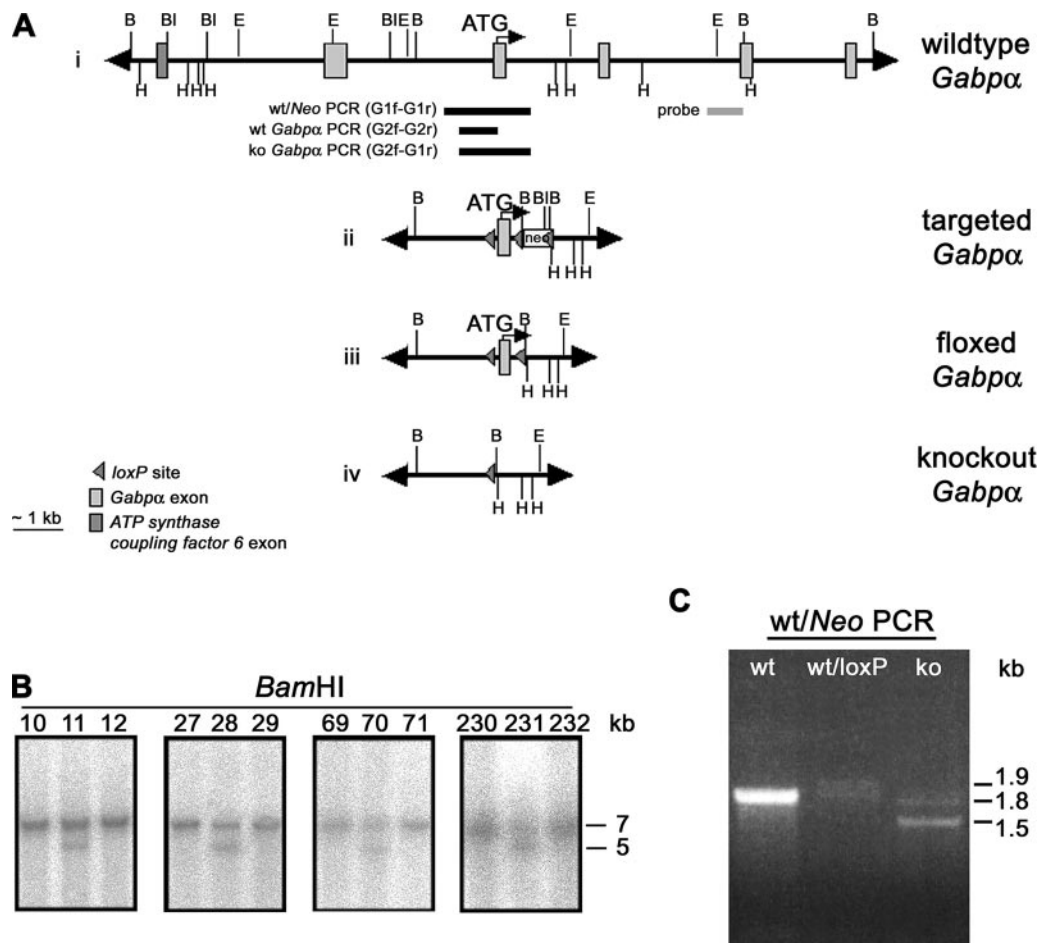 A
B BI BI E E BI E B ATG E E B B
i
H H H H H H H H
wildtype
Gabpα
wt/Neo PCR (G1f-G1r)
probe
wt Gabpα PCR (G2f-G2r)
ko Gabpα PCR (G2f-G1r)
B ATG B BI B E
ii
neo
H H H
targeted
Gabpα
B ATG B E
iii
H H H
floxed
Gabpα
B B E
iv
H H H
knockout
Gabpα
loxP site
Gabpα exon
ATP synthase
coupling factor 6 exon
~ 1 kb
B
BamHI
10 11 12 27 28 29 69 70 71 230 231 232 kb
7
5
C
wt/Neo PCR
wt wt/loxP ko kb
1.9
1.8
1.5